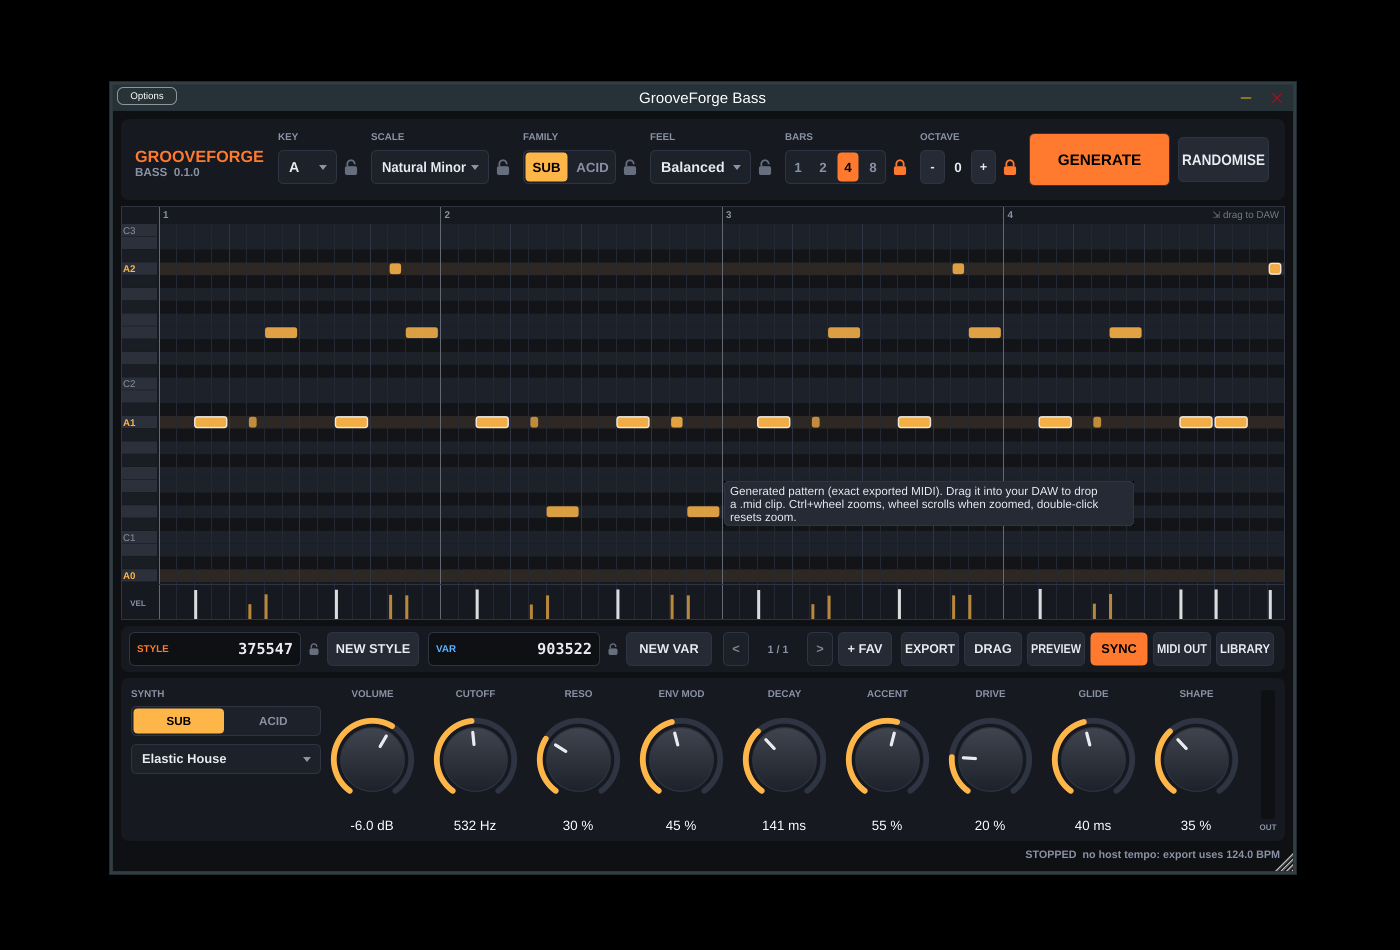 Options
GrooveForge Bass
KEY
SCALE
FAMILY
FEEL
BARS
OCTAVE
GROOVEFORGE
BASS 0.1.0
A
Natural Minor
SUB
ACID
Balanced
1 2 4 8
- 0 +
GENERATE
RANDOMISE
1
2
3
4
drag to DAW
C3
A2
C2
A1
Generated pattern (exact exported MIDI). Drag it into your DAW to drop
a .mid clip. Ctrl+wheel zooms, wheel scrolls when zoomed, double-click
resets zoom.
C1
A0
VEL
STYLE
375547
NEW STYLE
VAR
903522
NEW VAR
<
1 / 1
>
+ FAV
EXPORT
DRAG
PREVIEW
SYNC
MIDI OUT
LIBRARY
SYNTH
VOLUME
CUTOFF
RESO
ENV MOD
DECAY
ACCENT
DRIVE
GLIDE
SHAPE
SUB
ACID
Elastic House
-6.0 dB
532 Hz
30 %
45 %
141 ms
55 %
20 %
40 ms
35 %
OUT
STOPPED no host tempo: export uses 124.0 BPM